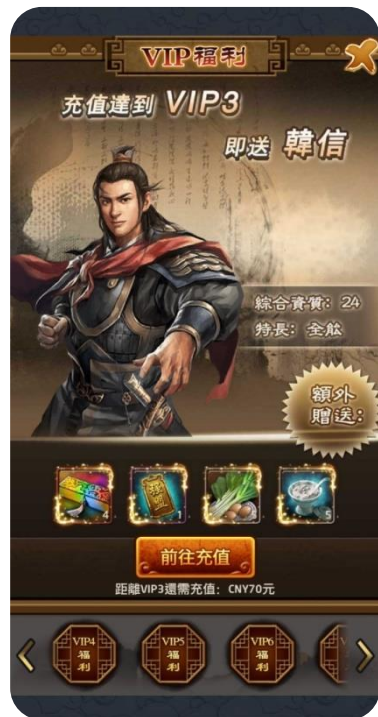 VIP福利
充值達到 VIP3
即送 韓信
綜合資質: 24
特長: 全能
額外
贈送:
1
5
前往充值
距離VIP3還需充值: CNY70元
VIP4
福
利
VIP5
福
利
VIP6
福
利